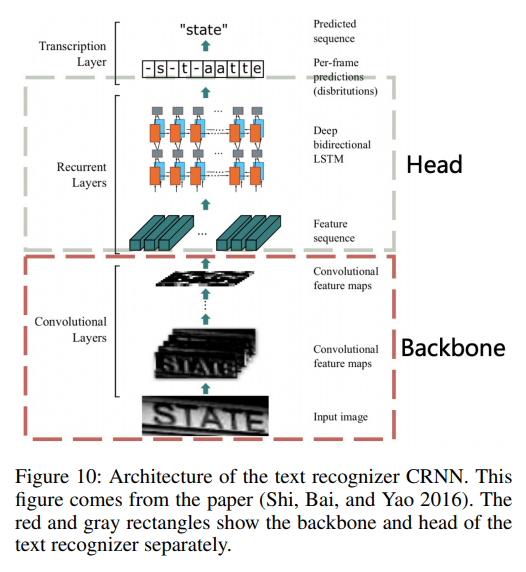 "state"
Predicted
sequence
Transcription
Layer
- s - t - a a t t e
Per-frame
predictions
(disbritutions)
Recurrent
Layers
Deep
bidirectional
LSTM
Head
Feature
sequence
Convolutional
Layers
Convolutional
feature maps
STATE
Convolutional
feature maps
Backbone
STATE
Input image
Figure 10: Architecture of the text recognizer CRNN. This
figure comes from the paper (Shi, Bai, and Yao 2016). The
red and gray rectangles show the backbone and head of the
text recognizer separately.